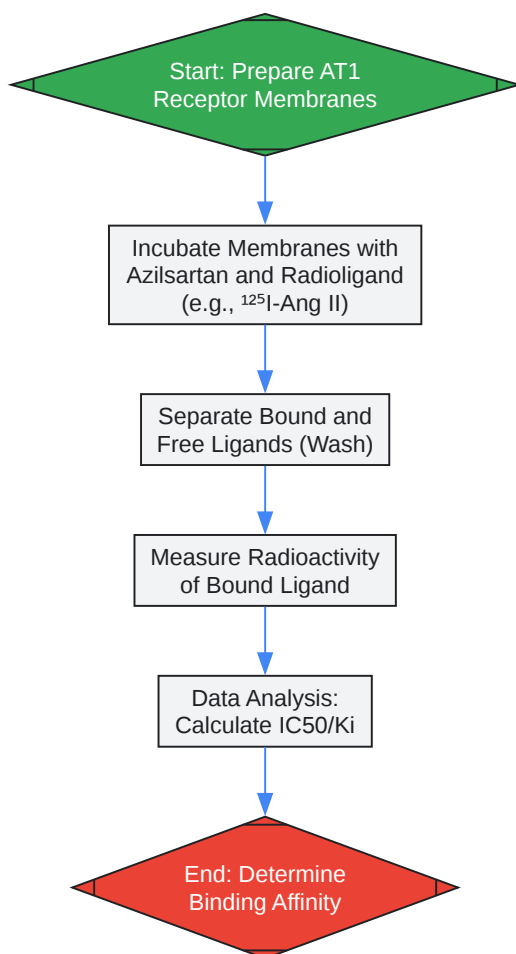 Start: Prepare AT1
Receptor Membranes
Incubate Membranes with
Azilsartan and Radioligand
(e.g., ¹²⁵I-Ang II)
Separate Bound and
Free Ligands (Wash)
Measure Radioactivity
of Bound Ligand
Data Analysis:
Calculate IC50/Ki
End: Determine
Binding Affinity